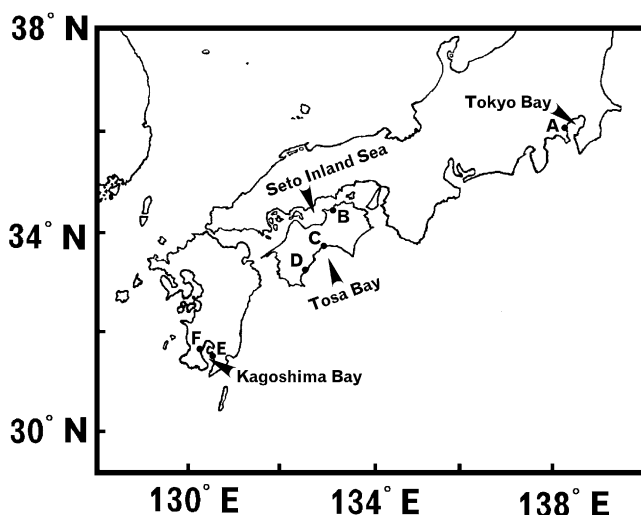 38° N
Tokyo Bay
A
Seto Inland Sea
B
34° N
C
D
Tosa Bay
F
E
Kagoshima Bay
30° N
130° E
134° E
138° E